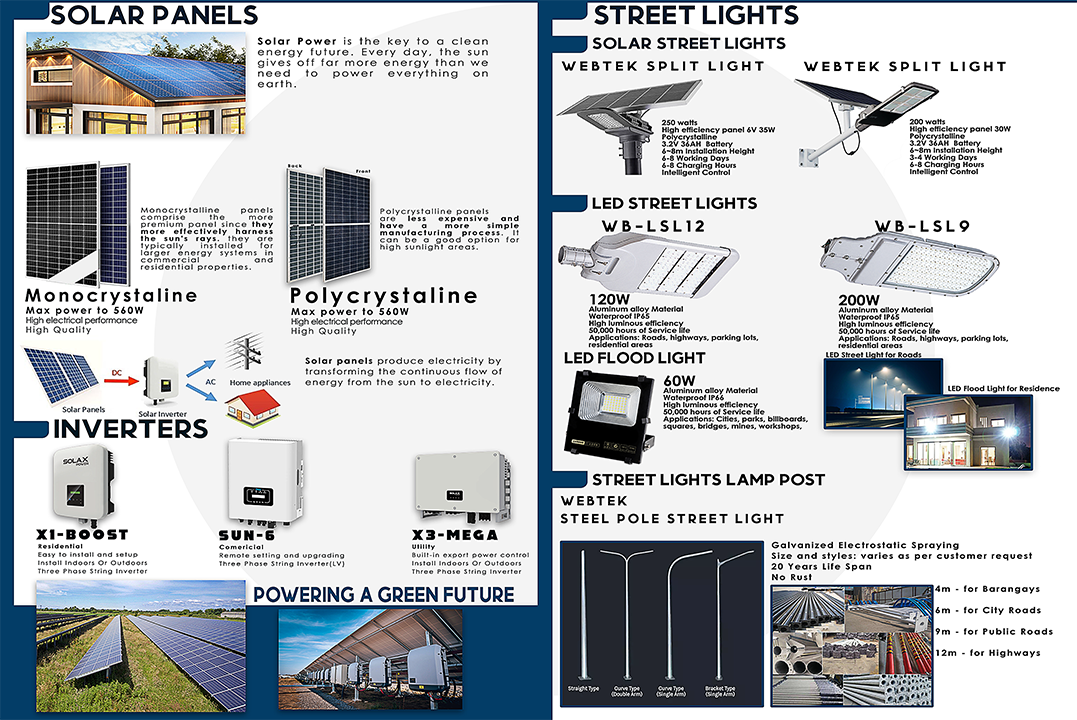 SOLAR PANELS
Solar Power is the key to a clean
energy future. Every day, the sun
gives off far more energy than we
need to power everything on
earth.
Monocrystalline panels
comprise the more
premium panel since they
more effectively harness
the sun's rays. they are
typically installed for
larger energy systems in
commercial and
residential properties.
Monocrystaline
Max power to 560W
High electrical performance
High Quality
Back
Front
Polycrystalline panels
are less expensive and
have a more simple
manufacturing process. It
can be a good option for
high sunlight areas.
Polycrystaline
Max power to 560W
High electrical performance
High Quality
DC
AC
Solar Panels
Solar Inverter
Home appliances
Solar panels produce electricity by
transforming the continuous flow of
energy from the sun to electricity.
INVERTERS
SOLAX
POWER
X1-BOOST
Residential
Easy to install and setup
Install Indoors Or Outdoors
Three Phase String Inverter
SUN-6
Comericial
Remote setting and upgrading
Three Phase String Inverter(LV)
X3-MEGA
Utility
Built-in export power control
Install Indoors Or Outdoors
Three Phase String Inverter
POWERING A GREEN FUTURE
STREET LIGHTS
SOLAR STREET LIGHTS
WEBTEK SPLIT LIGHT
250 watts
High efficiency panel 6V 35W
Polycrystalline
3.2V 36AH Battery
6~8m Installation Height
6-8 Working Days
6-8 Charging Hours
Intelligent Control
WEBTEK SPLIT LIGHT
200 watts
High efficiency panel 30W
Polycrystalline
3.2V 36AH Battery
6~8m Installation Height
3-4 Working Days
6-8 Charging Hours
Intelligent Control
LED STREET LIGHTS
WB-LSL12
120W
Aluminum alloy Material
Waterproof IP65
High luminous efficiency
50,000 hours of Service life
Applications: Roads, highways, parking lots,
residential areas
WB-LSL9
200W
Aluminum alloy Material
Waterproof IP65
High luminous efficiency
50,000 hours of Service life
Applications: Roads, highways, parking lots,
residential areas
LED FLOOD LIGHT
60W
Aluminum alloy Material
Waterproof IP66
High luminous efficiency
50,000 hours of Service life
Applications: Cities, parks, billboards,
squares, bridges, mines, workshops,
LED Street Light for Roads
LED Flood Light for Residence
STREET LIGHTS LAMP POST
WEBTEK
STEEL POLE STREET LIGHT
Straight Type
Curve Type
(Double Arm)
Curve Type
(Single Arm)
Bracket Type
(Single Arm)
Galvanized Electrostatic Spraying
Size and styles: varies as per customer request
20 Years Life Span
No Rust
4m - for Barangays
6m - for City Roads
9m - for Public Roads
12m - for Highways